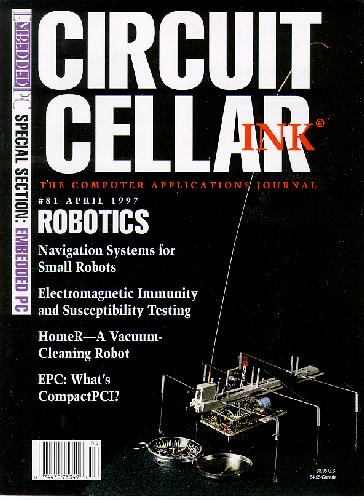 CIRCUIT
CELLAR
INK®
THE COMPUTER APPLICATIONS JOURNAL
#81 APRIL 1997
ROBOTICS
Navigation Systems for
Small Robots
Electromagnetic Immunity
and Susceptibility Testing
HomeR—A Vacuum-
Cleaning Robot
EPC: What's
CompactPCI?
EMBEDDED PC
SPECIAL SECTION: EMBEDDED PC